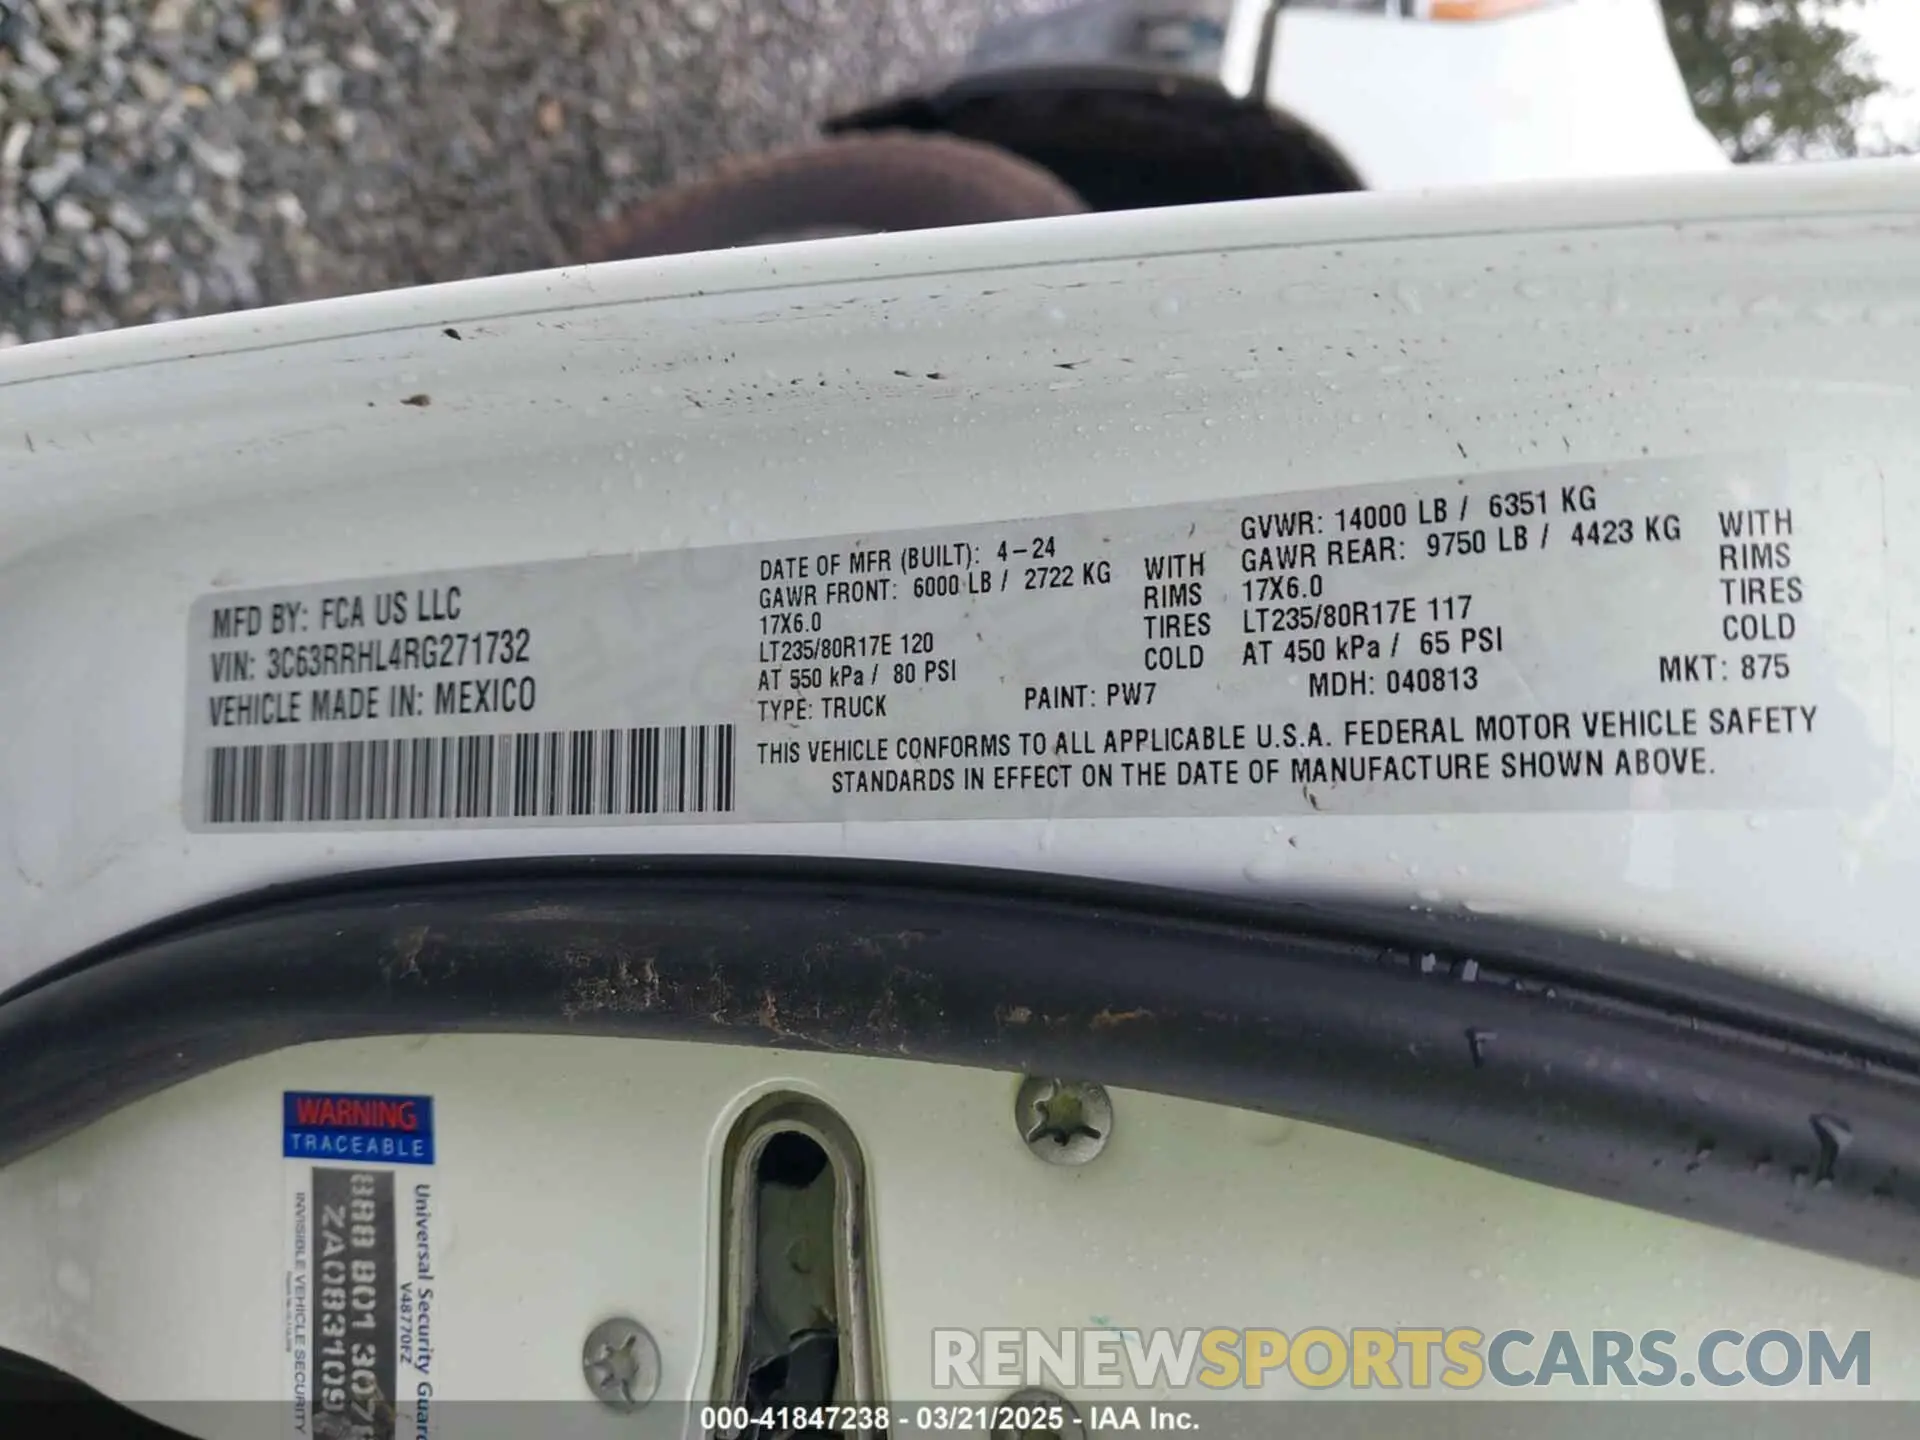 MFD BY: FCA US LLC
VIN: 3C63RRHL4RG271732
VEHICLE MADE IN: MEXICO
DATE OF MFR (BUILT): 4-24
GAWR FRONT: 6000 LB / 2722 KG WITH
17X6.0 RIMS
LT235/80R17E 120 TIRES
AT 550 kPa / 80 PSI COLD
TYPE: TRUCK PAINT: PW7
GVWR: 14000 LB / 6351 KG
GAWR REAR: 9750 LB / 4423 KG WITH
17X6.0 RIMS
LT235/80R17E 117 TIRES
AT 450 kPa / 65 PSI COLD
MDH: 040813 MKT: 875
THIS VEHICLE CONFORMS TO ALL APPLICABLE U.S.A. FEDERAL MOTOR VEHICLE SAFETY
STANDARDS IN EFFECT ON THE DATE OF MANUFACTURE SHOWN ABOVE.
WARNING
TRACEABLE
Universal Security
V48770FZ
888 801 307
ZA083109
INVISIBLE VEHICLE SECURITY
RENEWSPORTSCARS.COM
000-41847238 - 03/21/2025 - IAA Inc.